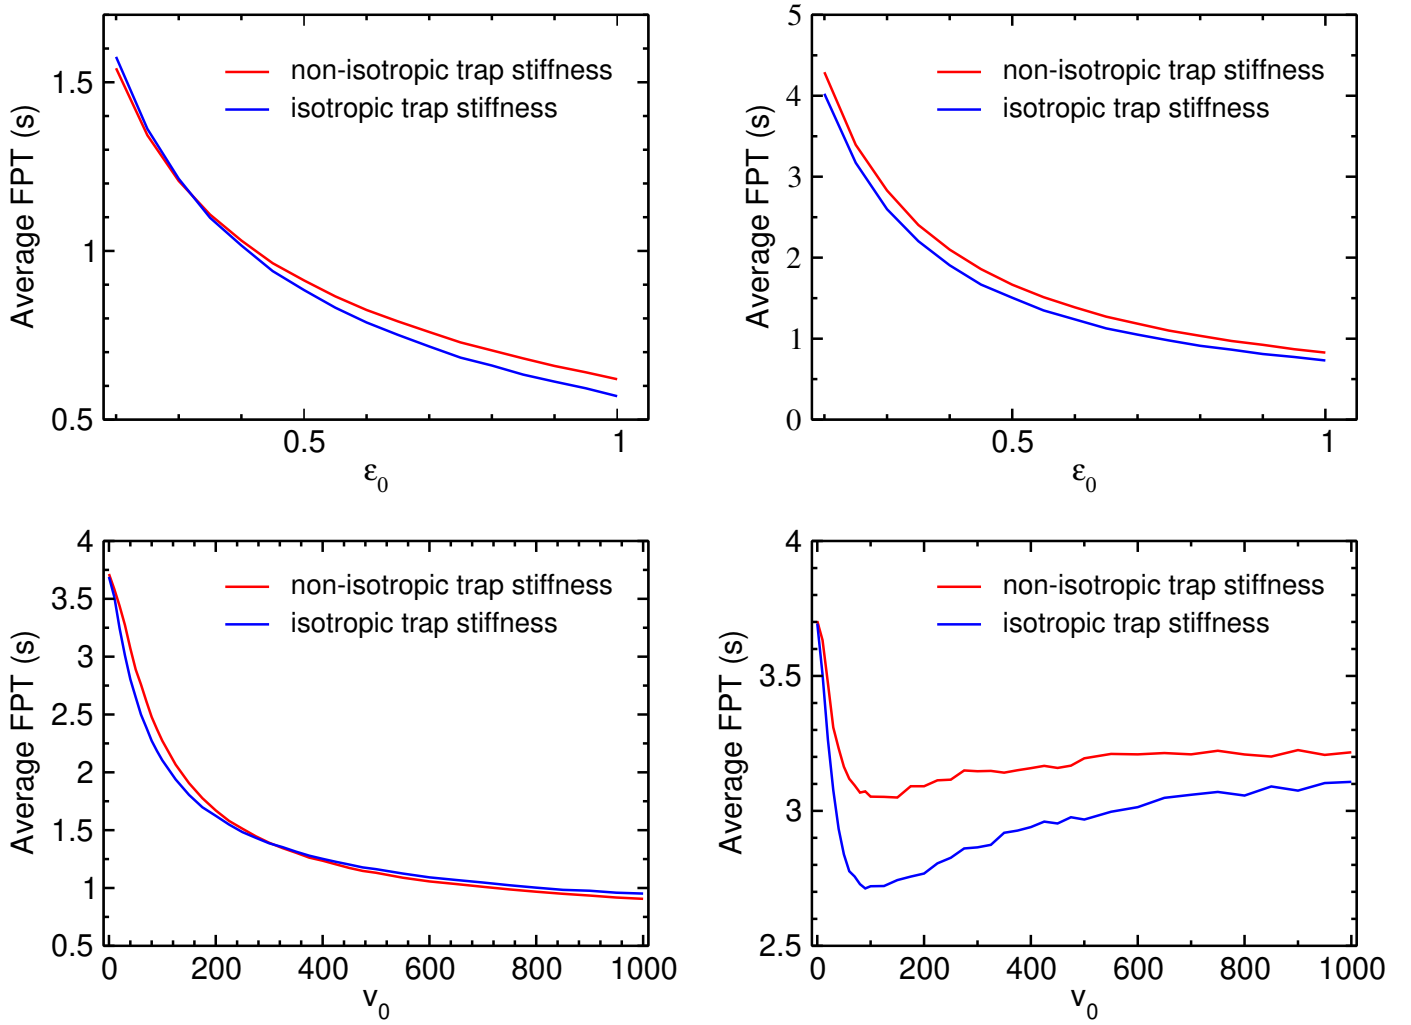 Average FPT (s)
1.5
1
0.5
non-isotropic trap stiffness
isotropic trap stiffness
0.5 1
ε0
Average FPT (s)
5
4
3
2
1
0
non-isotropic trap stiffness
isotropic trap stiffness
0.5 1
ε0
Average FPT (s)
4
3.5
3
2.5
2
1.5
1
0.5
non-isotropic trap stiffness
isotropic trap stiffness
0 200 400 600 800 1000
v0
Average FPT (s)
4
3.5
3
2.5
non-isotropic trap stiffness
isotropic trap stiffness
0 200 400 600 800 1000
v0